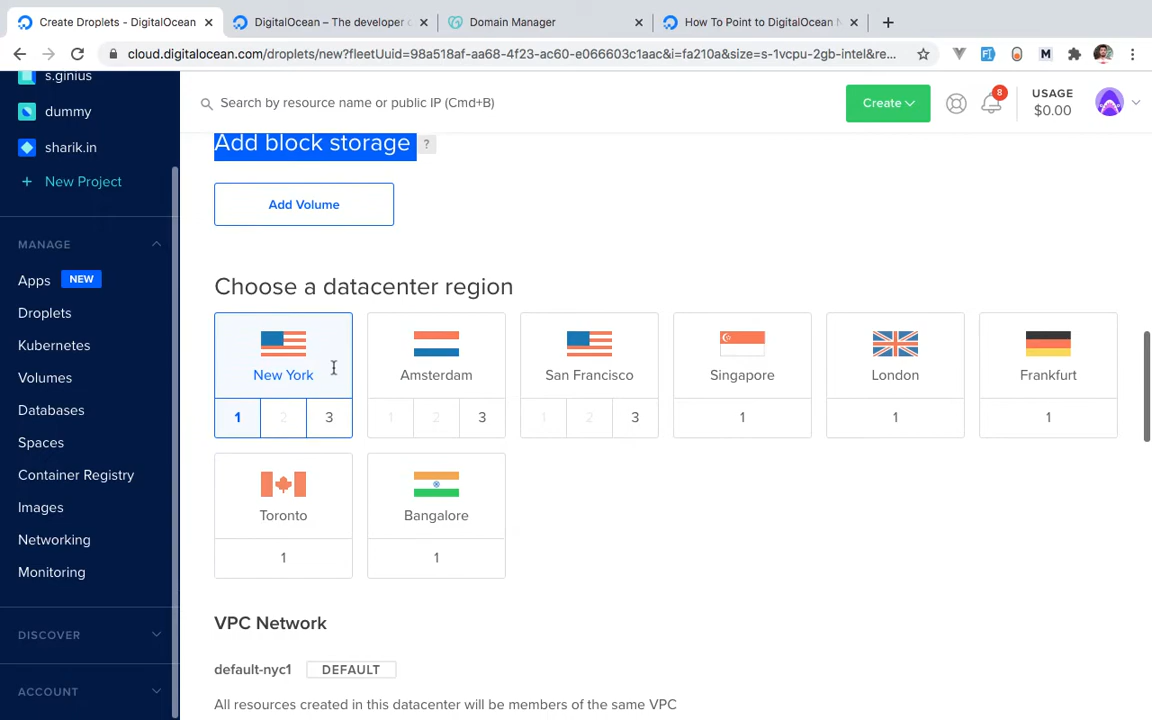 Create Droplets - DigitalOcean
DigitalOcean – The developer c
Domain Manager
How To Point to DigitalOcean N
cloud.digitalocean.com/droplets/new?fleetUuid=98a518af-aa68-4f23-ac60-e066603c1aac&i=fa210a&size=s-1vcpu-2gb-intel&re...
s.ginius
dummy
sharik.in
+ New Project
MANAGE
Apps NEW
Droplets
Kubernetes
Volumes
Databases
Spaces
Container Registry
Images
Networking
Monitoring
DISCOVER
ACCOUNT
Search by resource name or public IP (Cmd+B)
Create
8
USAGE
$0.00
Add block storage ?
Add Volume
Choose a datacenter region
New York
1 2 3
Amsterdam
1 2 3
San Francisco
1 2 3
Singapore
1
London
1
Frankfurt
1
Toronto
1
Bangalore
1
VPC Network
default-nyc1 DEFAULT
All resources created in this datacenter will be members of the same VPC